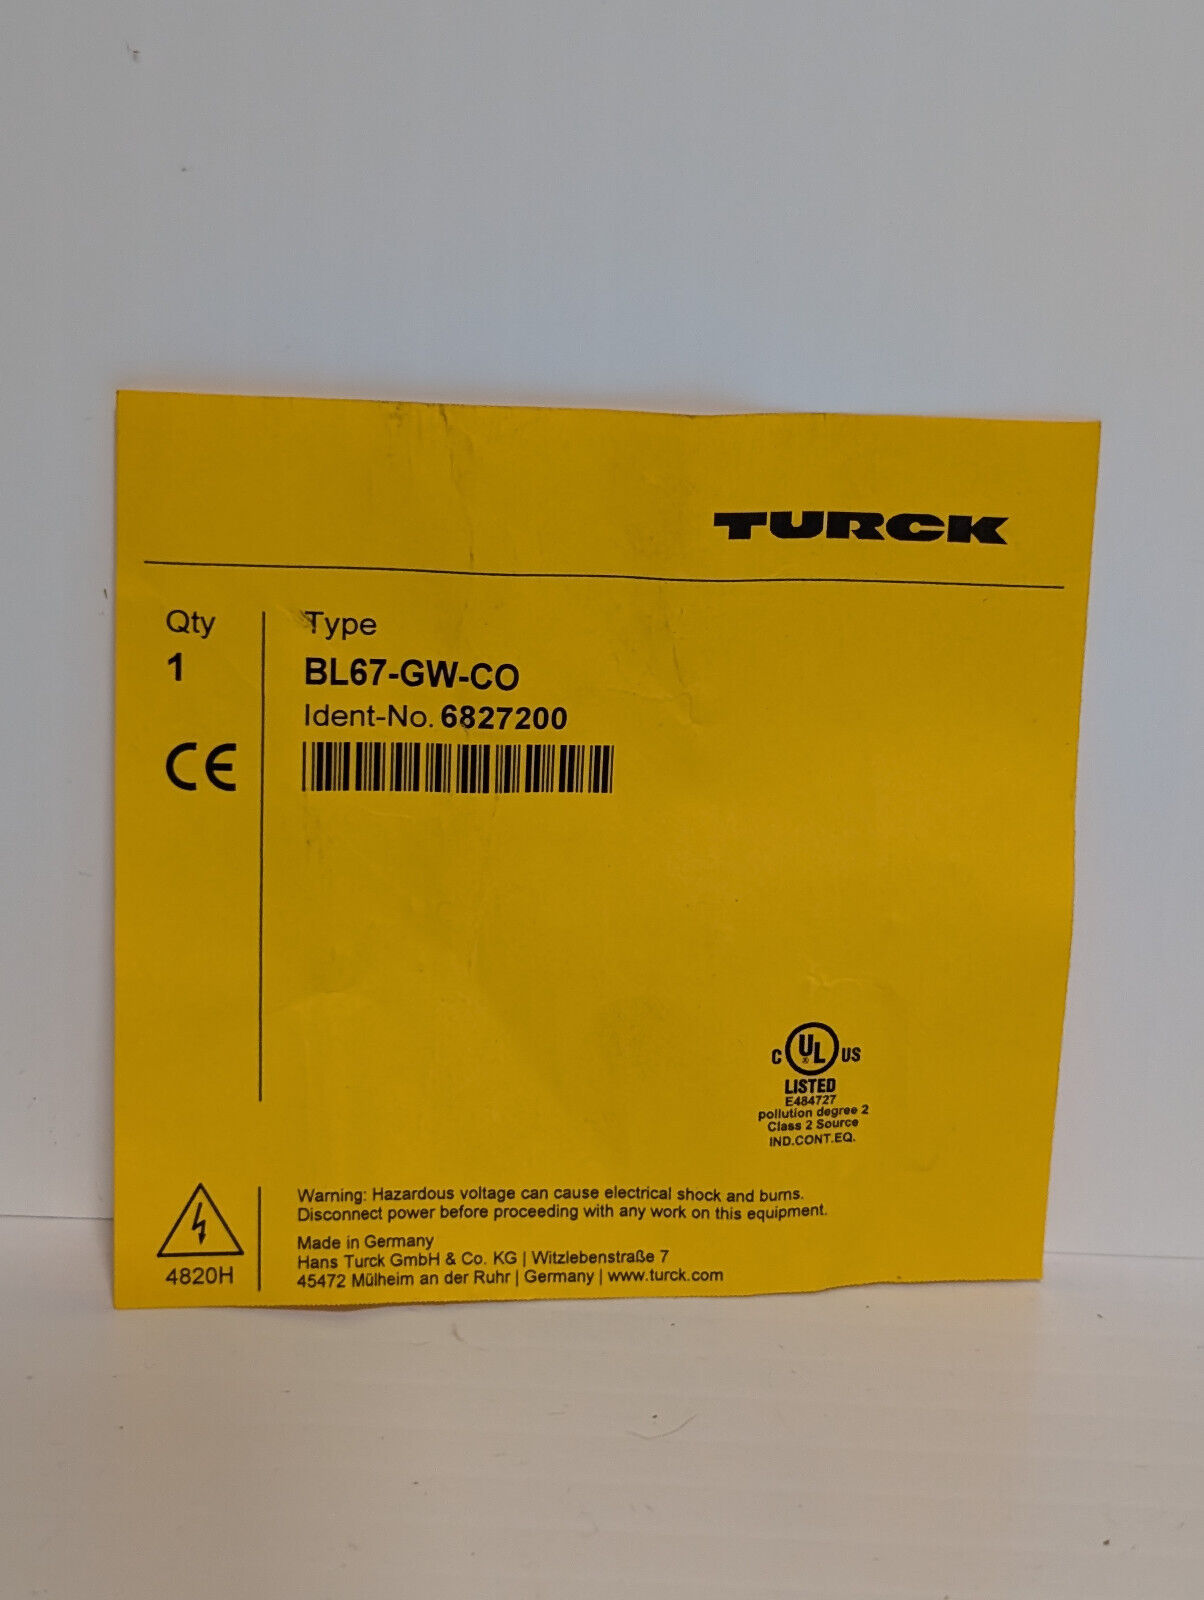 TURCK
Qty
1
Type
BL67-GW-CO
Ident-No. 6827200
CE
C UL US
®
LISTED
E484727
pollution degree 2
Class 2 Source
IND.CONT.EQ.
4820H
Warning: Hazardous voltage can cause electrical shock and burns.
Disconnect power before proceeding with any work on this equipment.
Made in Germany
Hans Turck GmbH & Co. KG | Witzlebenstraße 7
45472 Mülheim an der Ruhr | Germany | www.turck.com